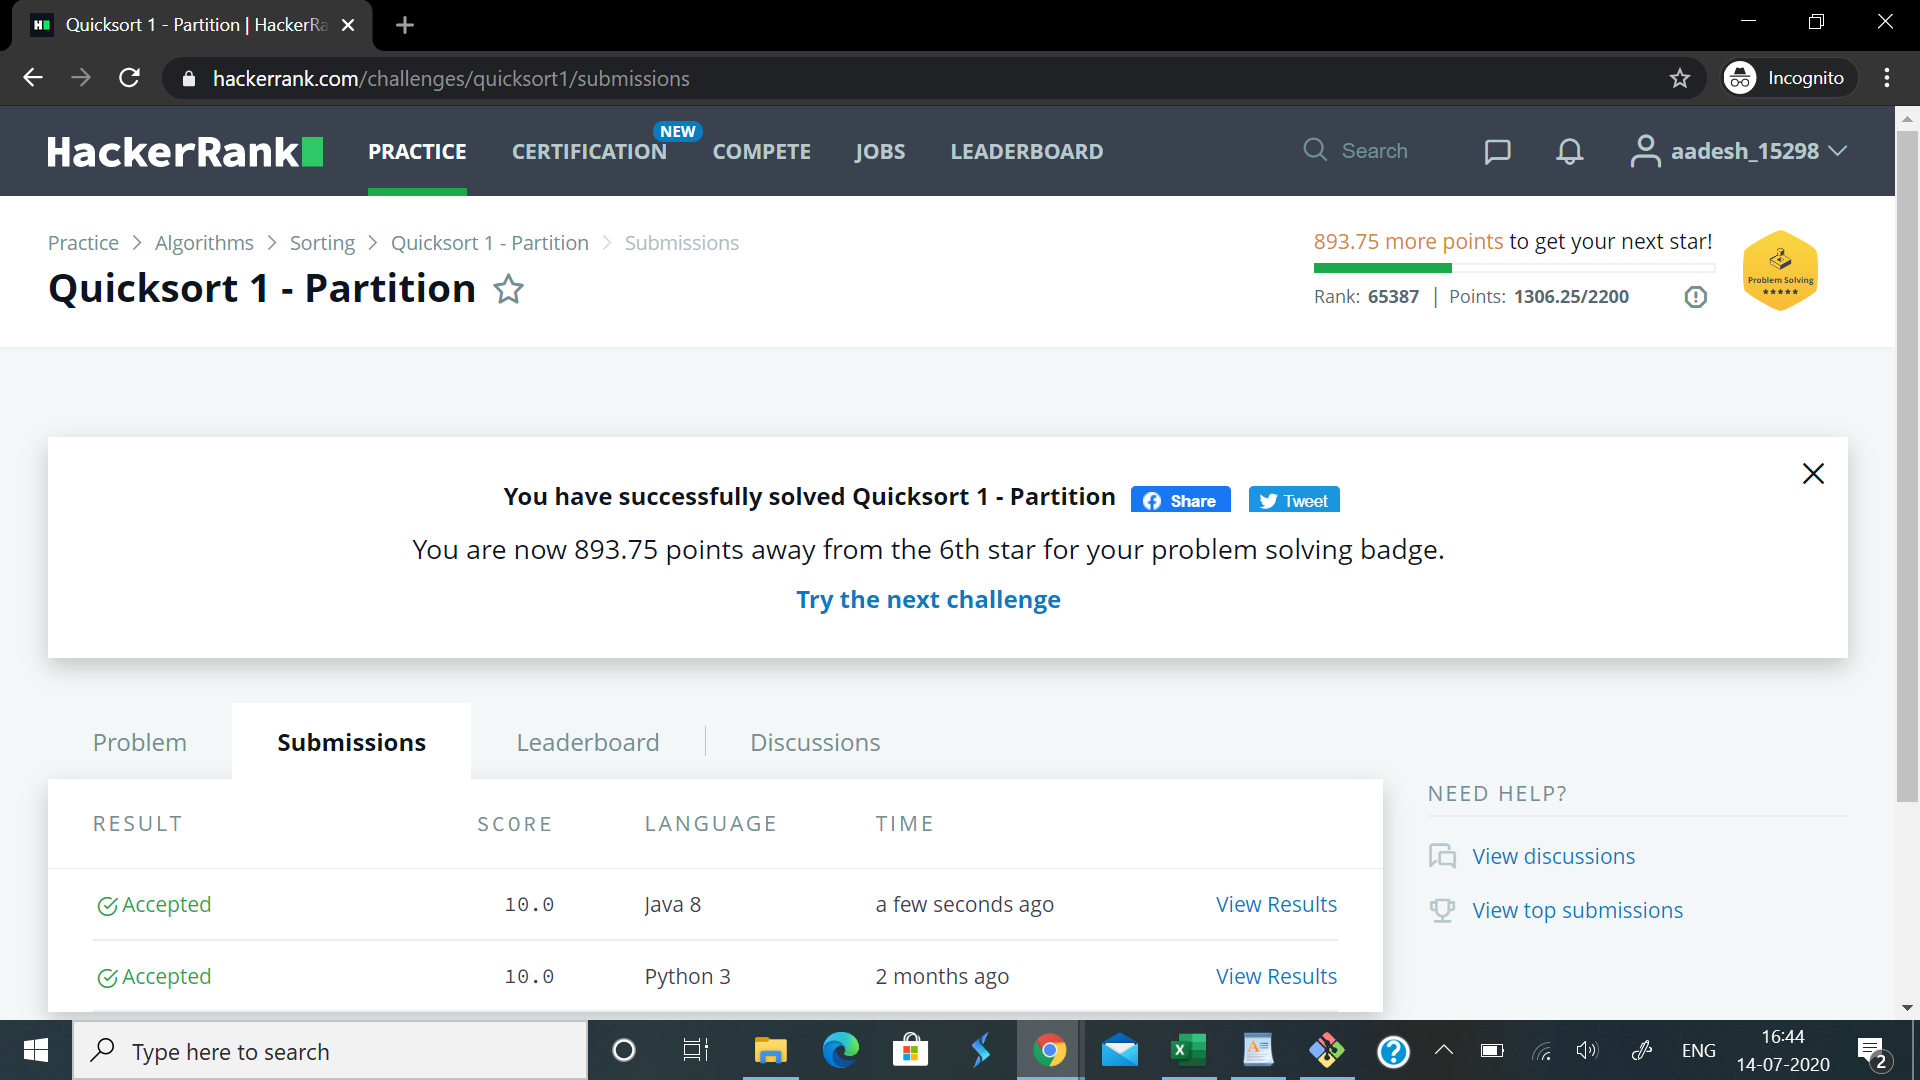 Quicksort 1 - Partition | HackerRa
hackerrank.com/challenges/quicksort1/submissions
Incognito
HackerRank
PRACTICE
CERTIFICATION
NEW
COMPETE
JOBS
LEADERBOARD
Search
aadesh_15298
Practice > Algorithms > Sorting > Quicksort 1 - Partition > Submissions
Quicksort 1 - Partition
893.75 more points to get your next star!
Rank: 65387 | Points: 1306.25/2200
Problem Solving
You have successfully solved Quicksort 1 - Partition
Share
Tweet
You are now 893.75 points away from the 6th star for your problem solving badge.
Try the next challenge
Problem
Submissions
Leaderboard
Discussions
RESULT SCORE LANGUAGE TIME
Accepted 10.0 Java 8 a few seconds ago View Results
Accepted 10.0 Python 3 2 months ago View Results
NEED HELP?
View discussions
View top submissions
Type here to search
ENG
16:44
14-07-2020
2